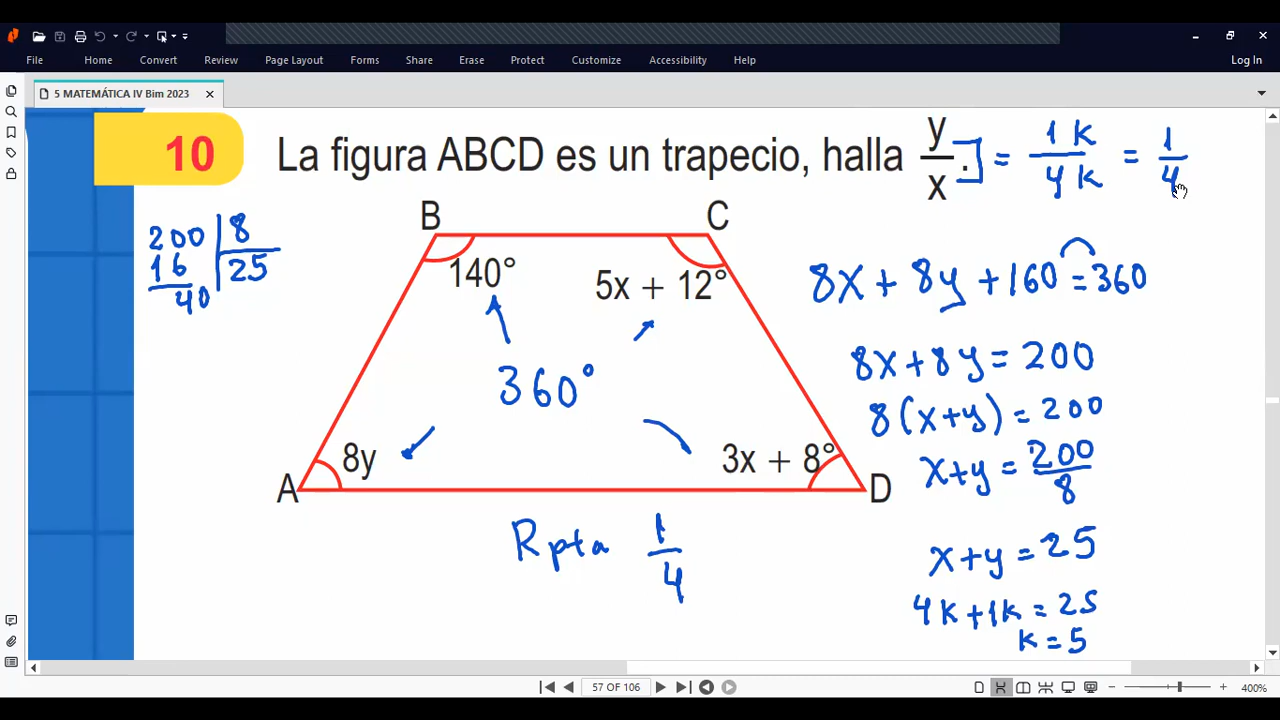 File Home Convert Review Page Layout Forms Share Erase Protect Customize Accessibility Help Log In
5 MATEMÁTICA IV Bim 2023
10 La figura ABCD es un trapecio, halla y/x. ] = 1k/4k = 1/4
200 | 8
16 25
40
B C
140° 5x + 12°
8x + 8y + 160 = 360
360°
8x + 8y = 200
8(x+y) = 200
8y 3x + 8°
A D
x+y = 200/8
Rpta 1/4
x+y = 25
4k+1k = 25
k = 5
57 OF 106
400%